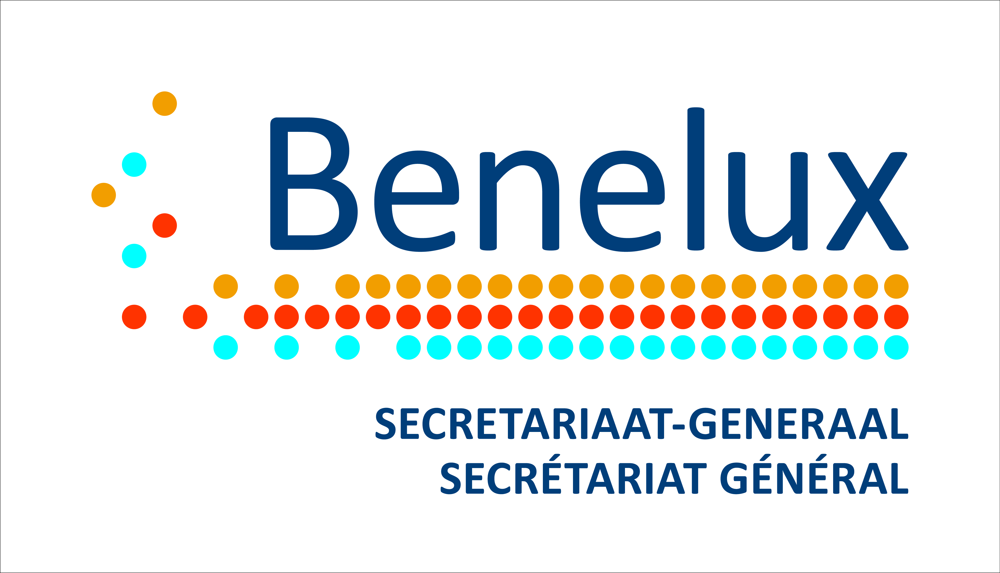 Benelux
SECRETARIAAT-GENERAAL
SECRÉTARIAT GÉNÉRAL